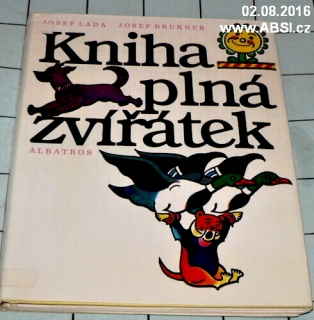 02.08.2016
www.ABSI.cz
JOSEF LADA - JOSEF BRUKNER
Kniha
plná
zvířátek
ALBATROS